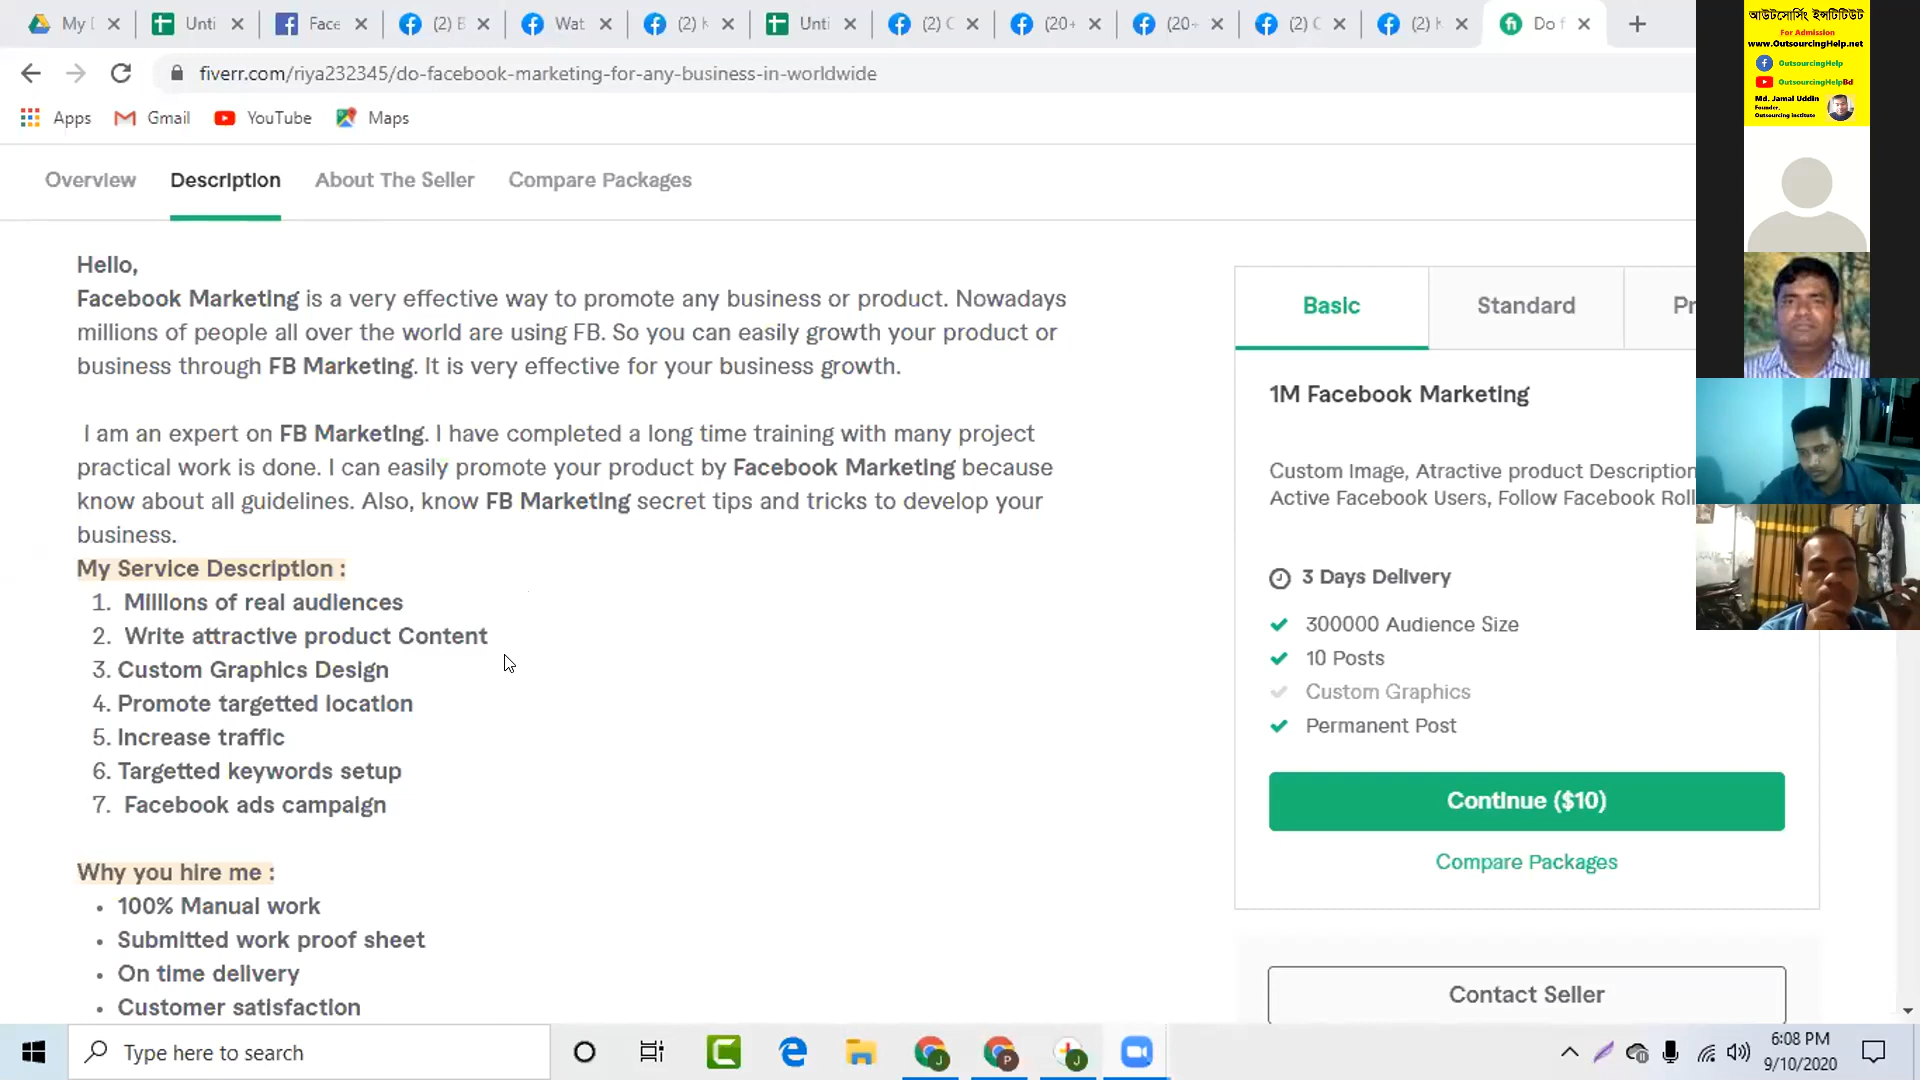 My D
Unti
Face
(2) E
Wat
(2) k
Unti
(2) C
(20+
(20+
(2) C
(2) k
Do f
fiverr.com/riya232345/do-facebook-marketing-for-any-business-in-worldwide
Apps
Gmail
YouTube
Maps
Overview
Description
About The Seller
Compare Packages
Hello,
Facebook Marketing is a very effective way to promote any business or product. Nowadays
millions of people all over the world are using FB. So you can easily growth your product or
business through FB Marketing. It is very effective for your business growth.
I am an expert on FB Marketing. I have completed a long time training with many project
practical work is done. I can easily promote your product by Facebook Marketing because
know about all guidelines. Also, know FB Marketing secret tips and tricks to develop your
business.
My Service Description :
1. Millions of real audiences
2. Write attractive product Content
3. Custom Graphics Design
4. Promote targetted location
5. Increase traffic
6. Targetted keywords setup
7. Facebook ads campaign
Why you hire me :
• 100% Manual work
• Submitted work proof sheet
• On time delivery
• Customer satisfaction
Basic
Standard
Pr
1M Facebook Marketing
Custom Image, Atractive product Description
Active Facebook Users, Follow Facebook Roll
3 Days Delivery
300000 Audience Size
10 Posts
Custom Graphics
Permanent Post
Continue ($10)
Compare Packages
Contact Seller
আউটসোর্সিং ইন্সটিটিউট
For Admission
www.OutsourcingHelp.net
OutsourcingHelp
OutsourcingHelpBd
Md. Jamal Uddin
Founder,
Outsourcing Institute
Type here to search
6:08 PM
9/10/2020